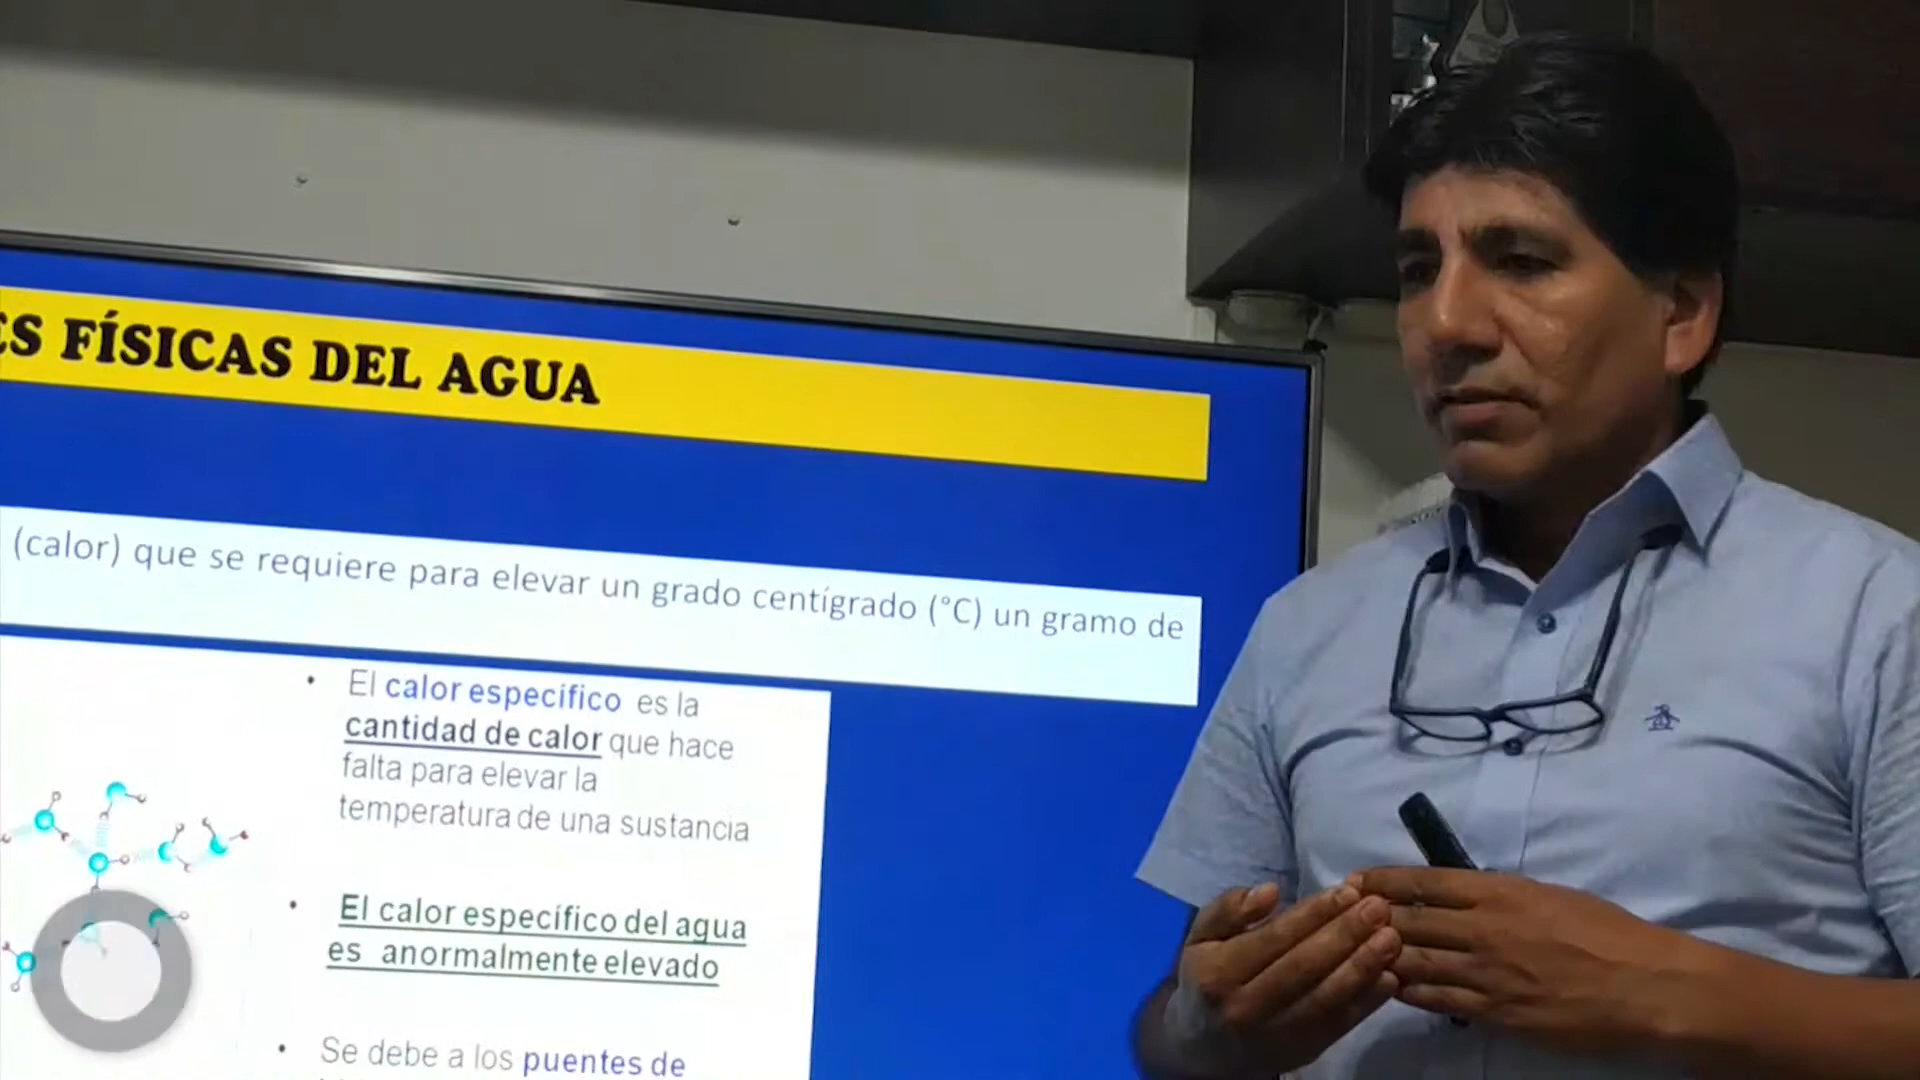 ES FÍSICAS DEL AGUA
(calor) que se requiere para elevar un grado centígrado (°C) un gramo de
• El calor específico es la
cantidad de calor que hace
falta para elevar la
temperatura de una sustancia
• El calor específico del agua
es anormalmente elevado
• Se debe a los puentes de